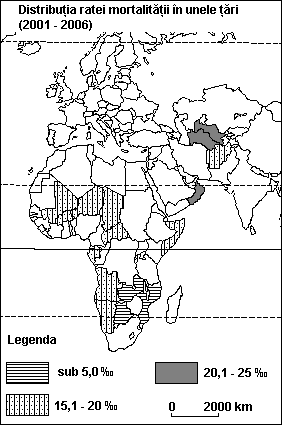 Distribuția ratei mortalității în unele țări
(2001 - 2006)
Legenda
sub 5,0 ‰
20,1 - 25 ‰
15,1 - 20 ‰
0 2000 km